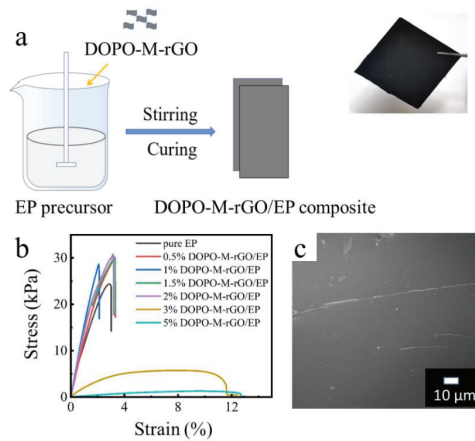 a
DOPO-M-rGO
Stirring
Curing
EP precursor
DOPO-M-rGO/EP composite
b
Stress (kPa)
30
20
10
0
0
4
8
12
Strain (%)
pure EP
0.5% DOPO-M-rGO/EP
1% DOPO-M-rGO/EP
1.5% DOPO-M-rGO/EP
2% DOPO-M-rGO/EP
3% DOPO-M-rGO/EP
5% DOPO-M-rGO/EP
c
10 μm